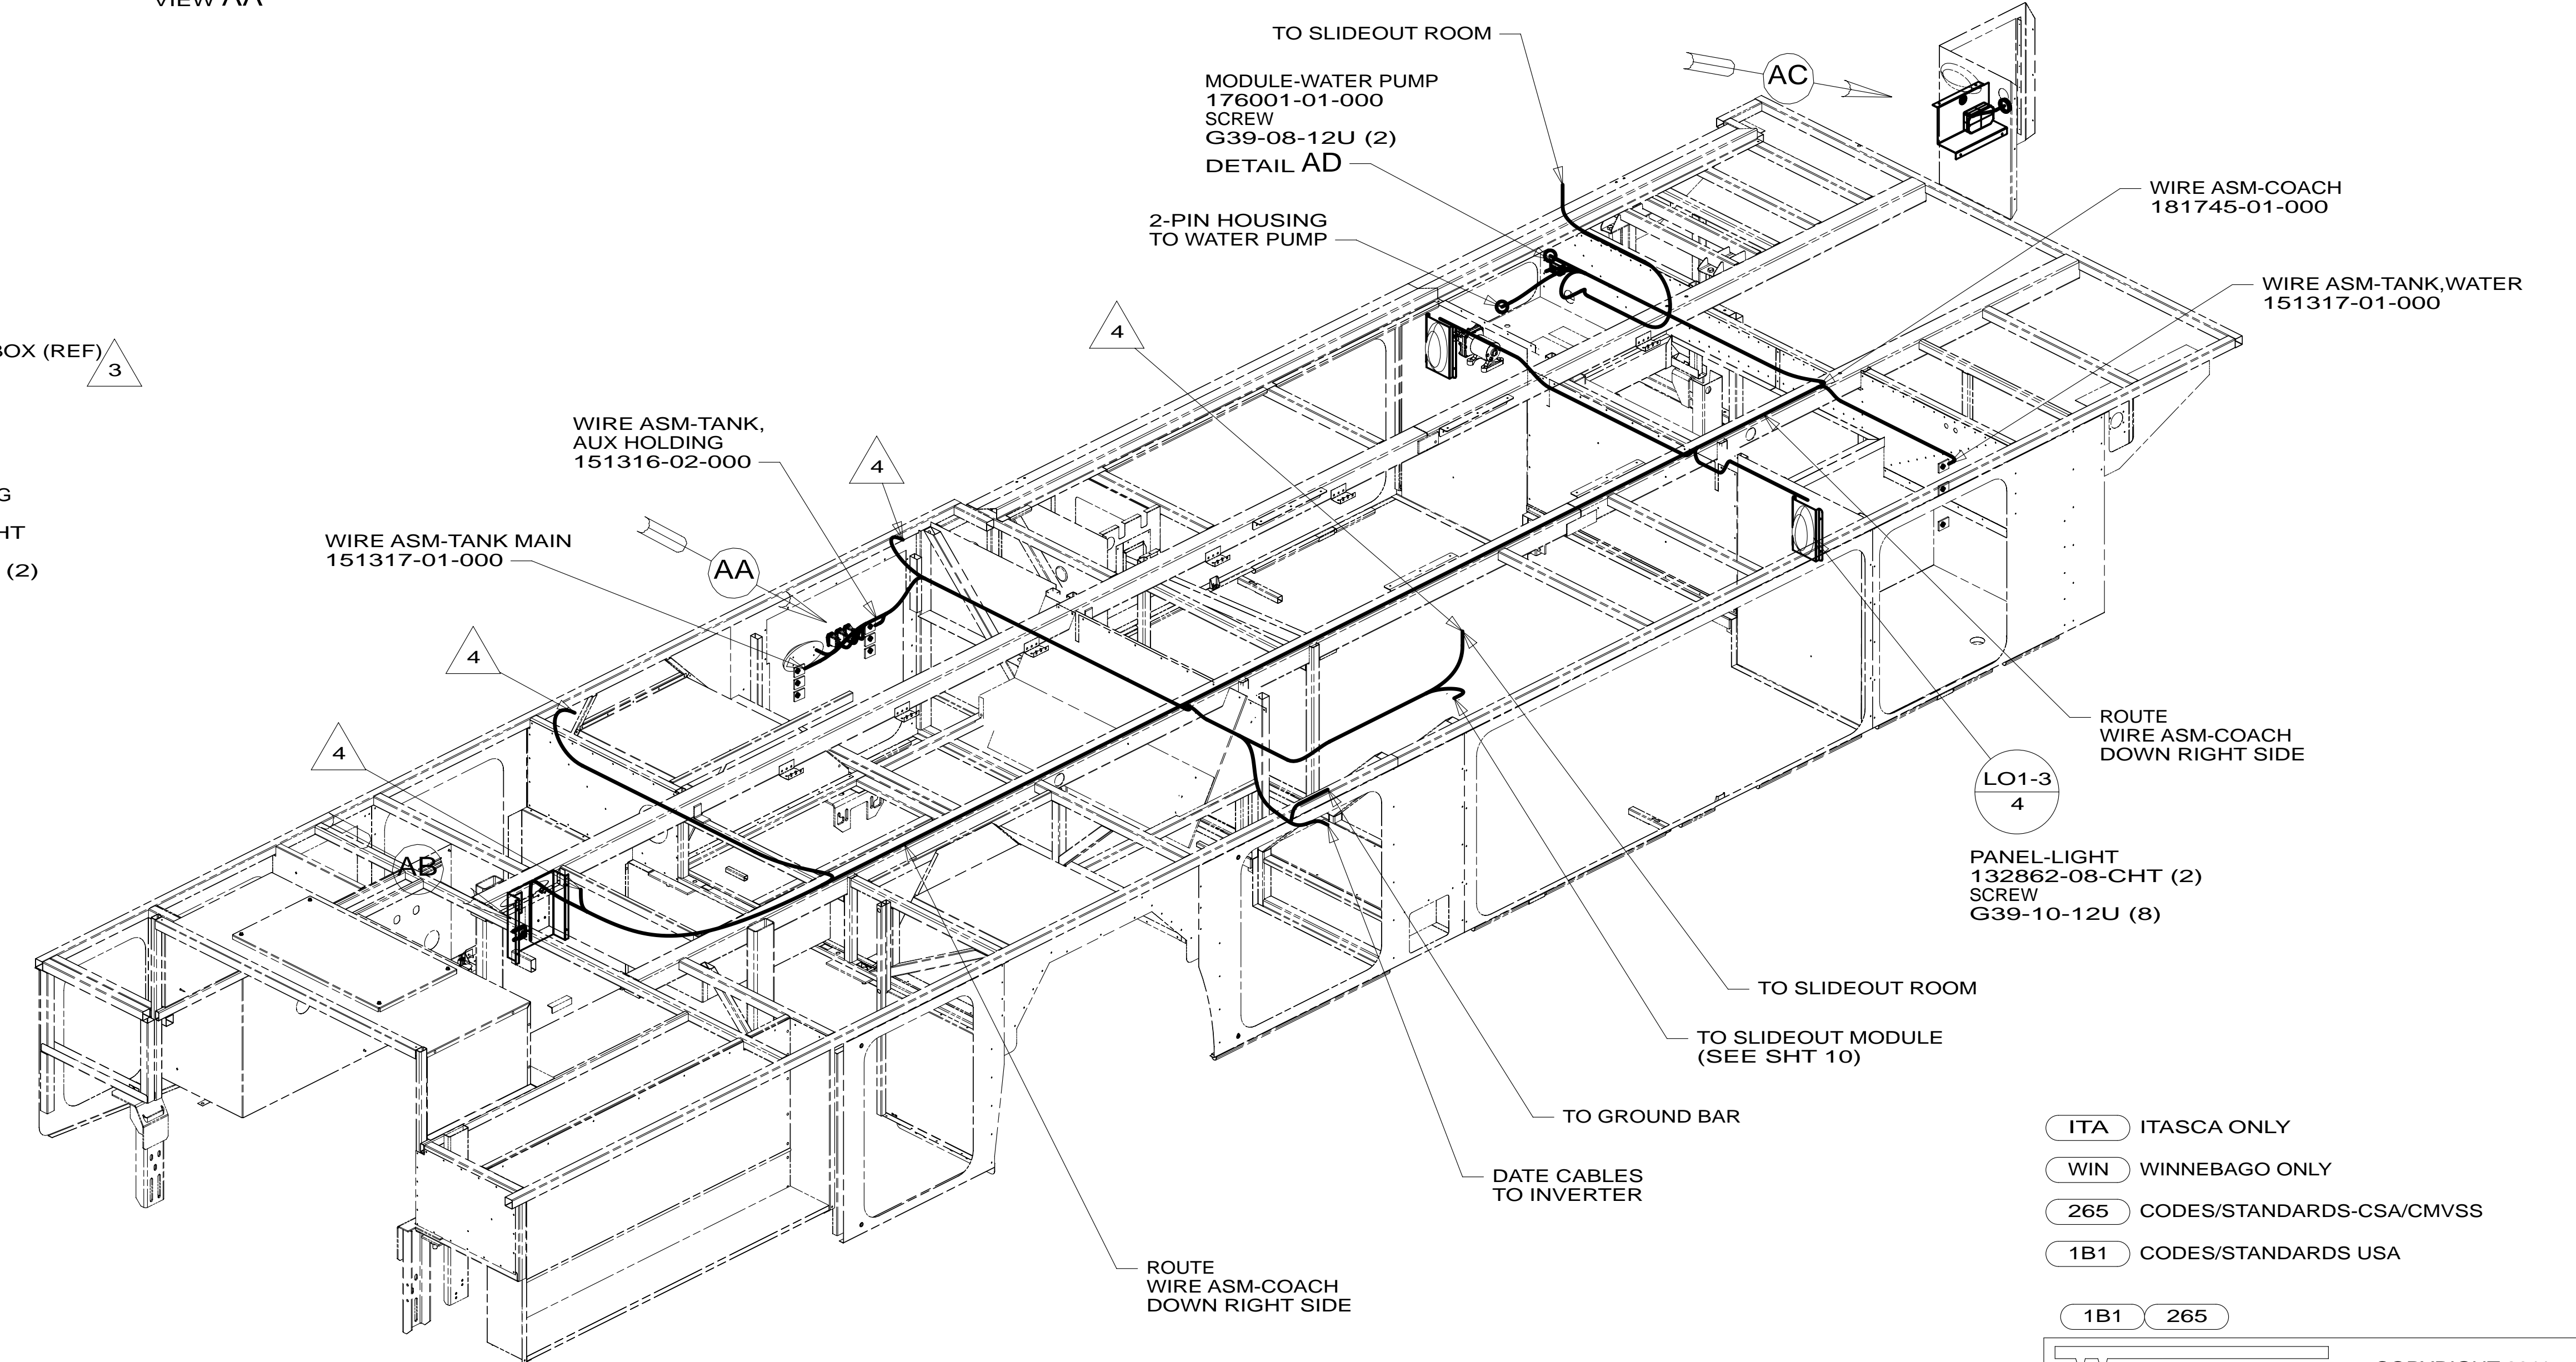 VIEW AA
TO SLIDEOUT ROOM
MODULE-WATER PUMP
176001-01-000
SCREW
G39-08-12U (2)
DETAIL AD
AC
2-PIN HOUSING
TO WATER PUMP
WIRE ASM-COACH
181745-01-000
WIRE ASM-TANK,WATER
151317-01-000
BOX (REF)
3
4
WIRE ASM-TANK,
AUX HOLDING
151316-02-000
4
G
HT
(2)
WIRE ASM-TANK MAIN
151317-01-000
AA
4
4
AB
ROUTE
WIRE ASM-COACH
DOWN RIGHT SIDE
LO1-3
4
PANEL-LIGHT
132862-08-CHT (2)
SCREW
G39-10-12U (8)
TO SLIDEOUT ROOM
TO SLIDEOUT MODULE
(SEE SHT 10)
TO GROUND BAR
DATE CABLES
TO INVERTER
ROUTE
WIRE ASM-COACH
DOWN RIGHT SIDE
ITA ITASCA ONLY
WIN WINNEBAGO ONLY
265 CODES/STANDARDS-CSA/CMVSS
1B1 CODES/STANDARDS USA
1B1 265